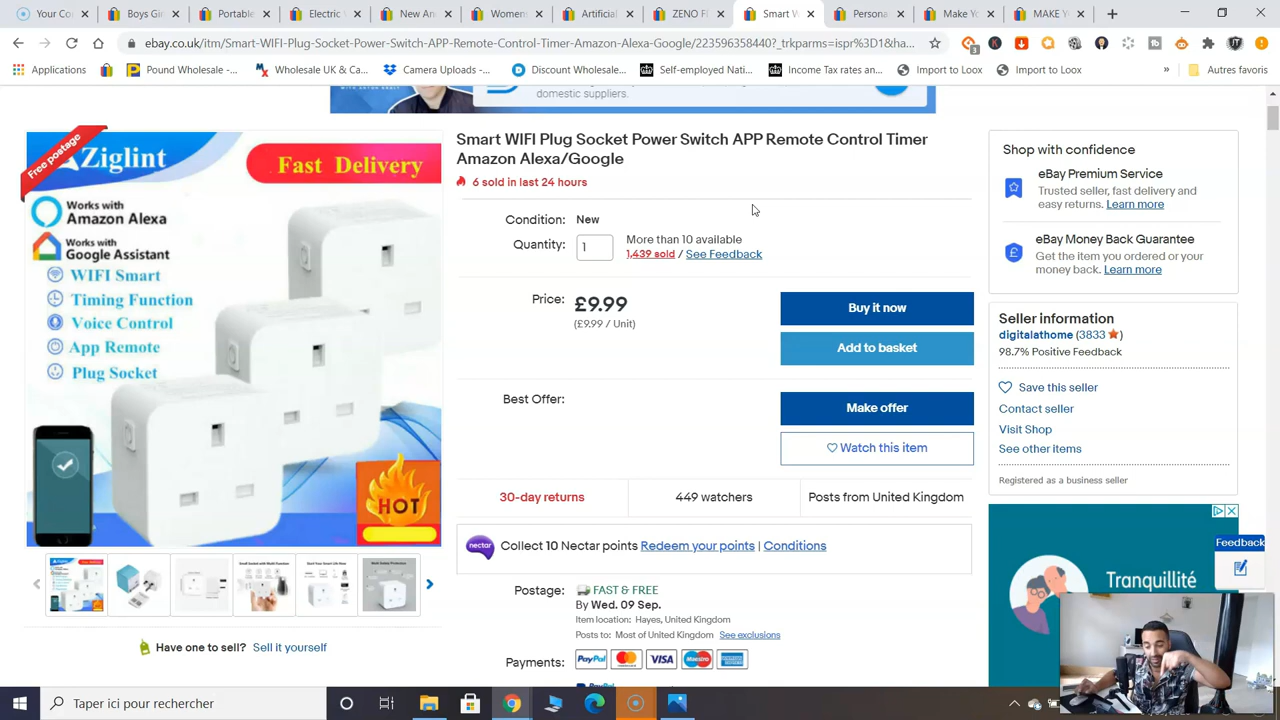 Your Co
Boys Gi
Portable
Electric
New An
Womens
Artificial
ZENO Fi
Smart W
Persona
Make Yo
MAKE Y
ebay.co.uk/itm/Smart-WIFI-Plug-Socket-Power-Switch-APP-Remote-Control-Timer-Amazon-Alexa-Google/223596358440?_trkparms=ispr%3D1&ha...
Applications
Pound Wholesale -...
Wholesale UK & Ca...
Camera Uploads -...
Discount Wholesale...
Self-employed Nati...
Income Tax rates an...
Import to Loox
Import to Loox
»
Autres favoris
domestic suppliers.
Free postage
Ziglint
Fast Delivery
Works with
Amazon Alexa
Works with
Google Assistant
WIFI Smart
Timing Function
Voice Control
App Remote
Plug Socket
HOT
Have one to sell? Sell it yourself
Smart WIFI Plug Socket Power Switch APP Remote Control Timer
Amazon Alexa/Google
6 sold in last 24 hours
Condition: New
Quantity: 1
More than 10 available
1,439 sold / See Feedback
Price: £9.99
(£9.99 / Unit)
Buy it now
Add to basket
Best Offer:
Make offer
Watch this item
30-day returns
449 watchers
Posts from United Kingdom
nectar Collect 10 Nectar points Redeem your points | Conditions
Postage: FAST & FREE
By Wed. 09 Sep.
Item location: Hayes, United Kingdom
Posts to: Most of United Kingdom See exclusions
Payments: PayPal VISA Maestro
Shop with confidence
eBay Premium Service
Trusted seller, fast delivery and
easy returns. Learn more
eBay Money Back Guarantee
Get the item you ordered or your
money back. Learn more
Seller information
digitalathome (3833)
98.7% Positive Feedback
Save this seller
Contact seller
Visit Shop
See other items
Registered as a business seller
Feedback
Tranquillité
Taper ici pour rechercher